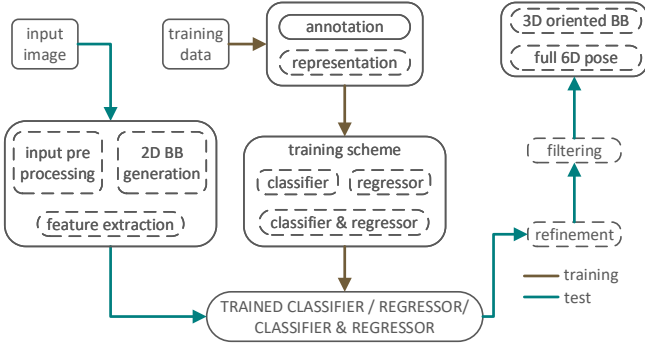 input
image
training
data
annotation
representation
3D oriented BB
full 6D pose
input pre
processing
2D BB
generation
feature extraction
training scheme
classifier
regressor
classifier & regressor
filtering
refinement
training
test
TRAINED CLASSIFIER / REGRESSOR/
CLASSIFIER & REGRESSOR